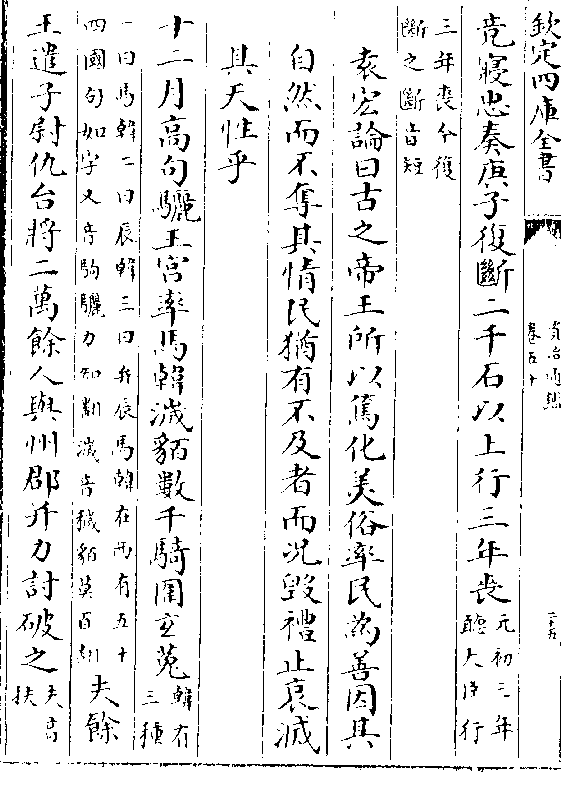 欽定四庫全書
資治通鑑
卷五十
二十五
竟寢忠奏庚子復斷二千石以上行三年喪元初三年聽大臣行
三年喪今復斷之斷音短
袁宏論曰古之帝王所以篤化美俗率民為善因其
自然而不奪其情民猶有不及者而況毁禮止哀滅
其天性乎
十二月高句驪王宮率馬韓濊貊數千騎圍玄菟韓有三種
一曰馬韓二曰辰韓三曰弁辰馬韓在西有五十四國句如字又音駒驪力知翻濊音穢貊莫百翻夫餘
王遣子尉仇台將二萬餘人與州郡并力討破之夫音扶